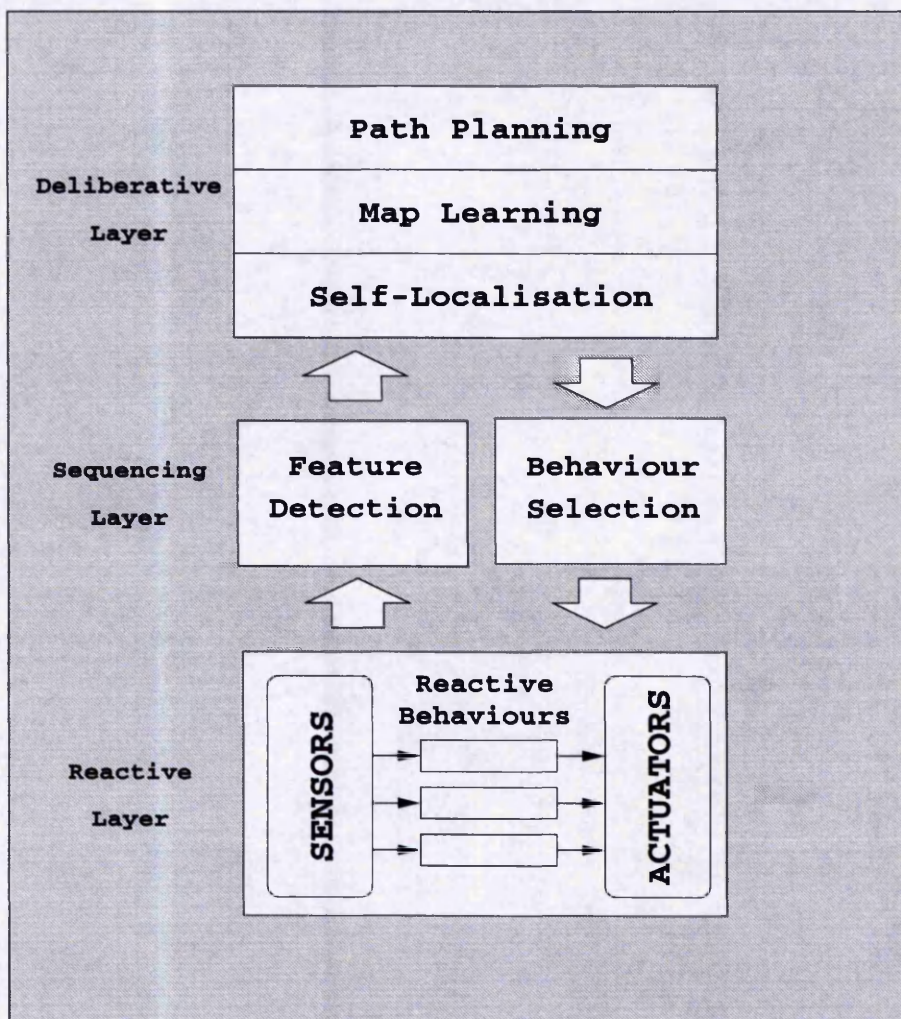 Path Planning
Deliberative
Layer
Map Learning
Self-Localisation
Sequencing
Layer
Feature
Detection
Behaviour
Selection
Reactive
Layer
SENSORS
Reactive
Behaviours
ACTUATORS